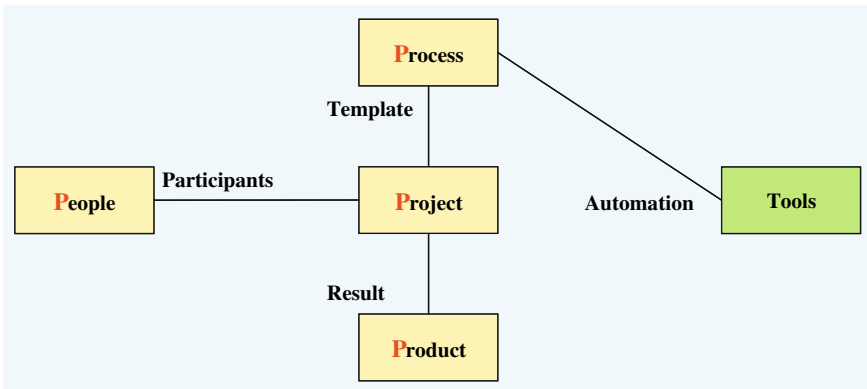 Process
Template
Participants
People
Project
Automation
Tools
Result
Product